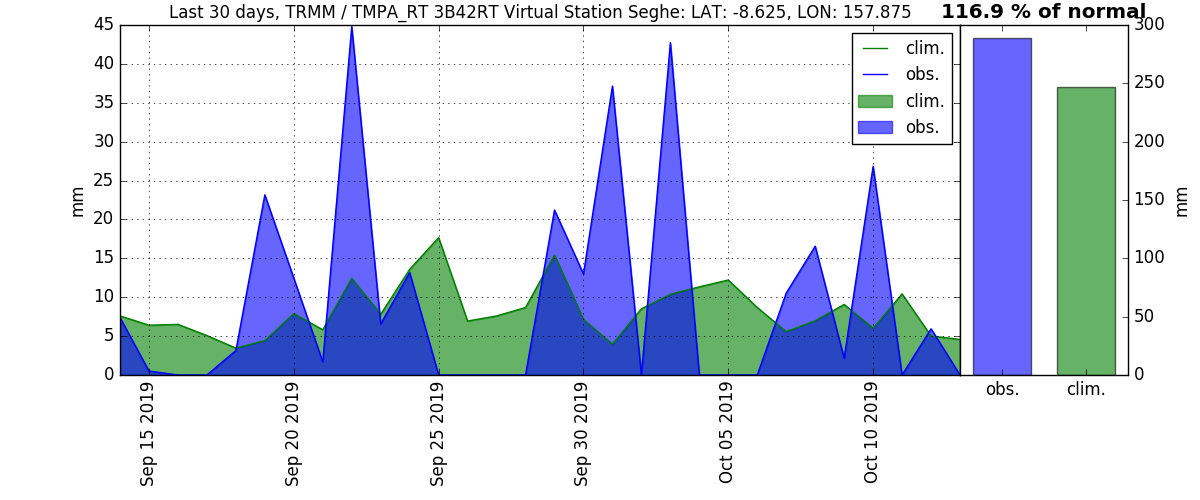 Last 30 days, TRMM / TMPA_RT 3B42RT Virtual Station Seghe: LAT: -8.625, LON: 157.875
116.9 % of normal
45
40
35
30
25
20
15
10
5
0
mm
clim.
obs.
clim.
obs.
300
250
200
150
100
50
0
mm
Sep 15 2019
Sep 20 2019
Sep 25 2019
Sep 30 2019
Oct 05 2019
Oct 10 2019
obs.
clim.